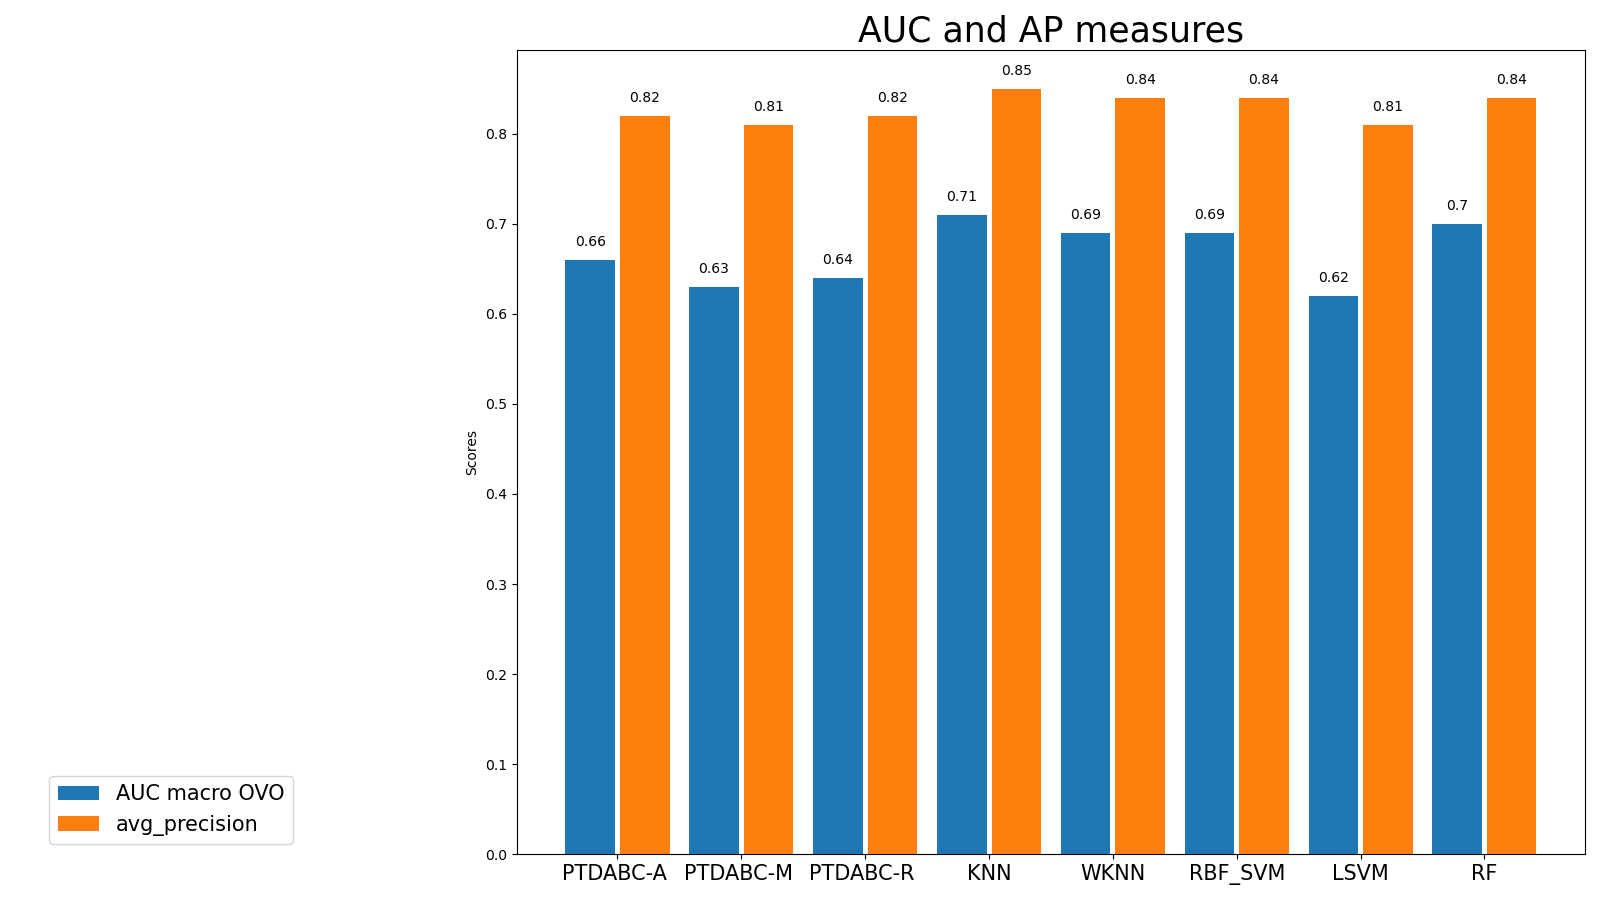 AUC and AP measures
0.82 0.81 0.82 0.85 0.84 0.84 0.81 0.84
0.66 0.63 0.64 0.71 0.69 0.69 0.62 0.7
0.8
0.7
0.6
0.5
0.4
0.3
0.2
0.1
0.0
Scores
PTDABC-A PTDABC-M PTDABC-R KNN WKNN RBF_SVM LSVM RF
AUC macro OVO
avg_precision